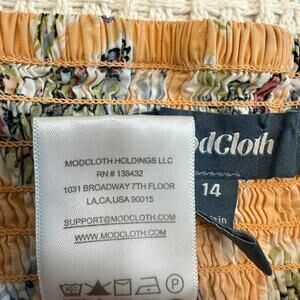 MODCLOTH HOLDINGS LLC
RN # 138432
1031 BROADWAY 7TH FLOOR
LA,CA,USA 90015
SUPPORT@MODCLOTH.COM
WWW.MODCLOTH.COM
odCloth
14